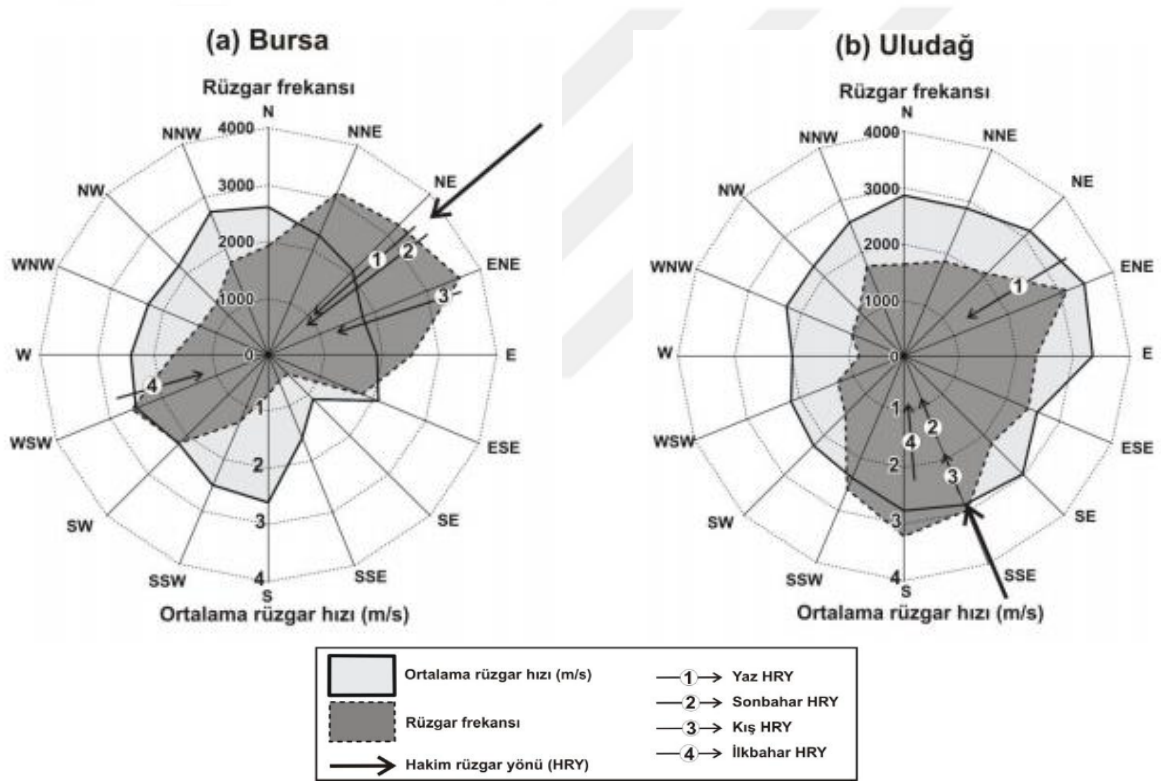 (a) Bursa
Rüzgar frekansı
N
NNE
NE
ENE
E
ESE
SE
SSE
S
SSW
SW
WSW
W
WNW
NW
NNW
4000
3000
2000
1000
0
1
2
3
4
1
2
3
4
Ortalama rüzgar hızı (m/s)
(b) Uludağ
Rüzgar frekansı
N
NNE
NE
ENE
E
ESE
SE
SSE
S
SSW
SW
WSW
W
WNW
NW
NNW
4000
3000
2000
1000
0
1
2
3
4
1
2
3
4
Ortalama rüzgar hızı (m/s)
Ortalama rüzgar hızı (m/s)
Rüzgar frekansı
Hakim rüzgar yönü (HRY)
1 Yaz HRY
2 Sonbahar HRY
3 Kış HRY
4 İlkbahar HRY